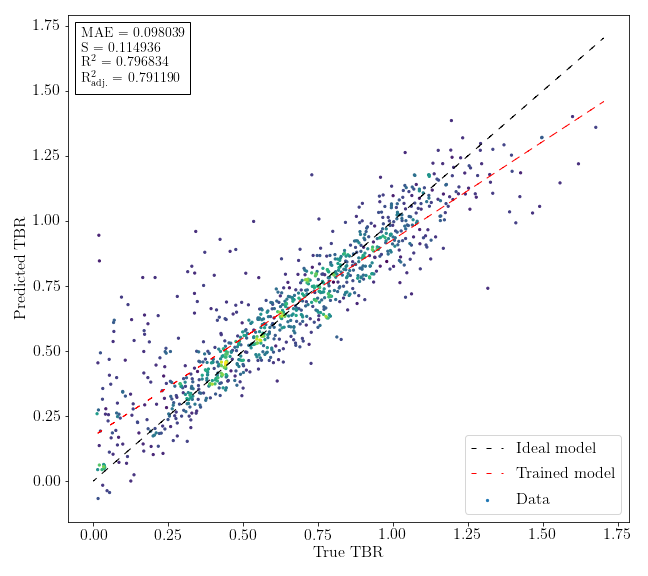 MAE = 0.098039
S = 0.114936
R² = 0.796834
R²adj. = 0.791190
1.75
1.50
1.25
1.00
0.75
0.50
0.25
0.00
Predicted TBR
Ideal model
Trained model
Data
0.00 0.25 0.50 0.75 1.00 1.25 1.50 1.75
True TBR